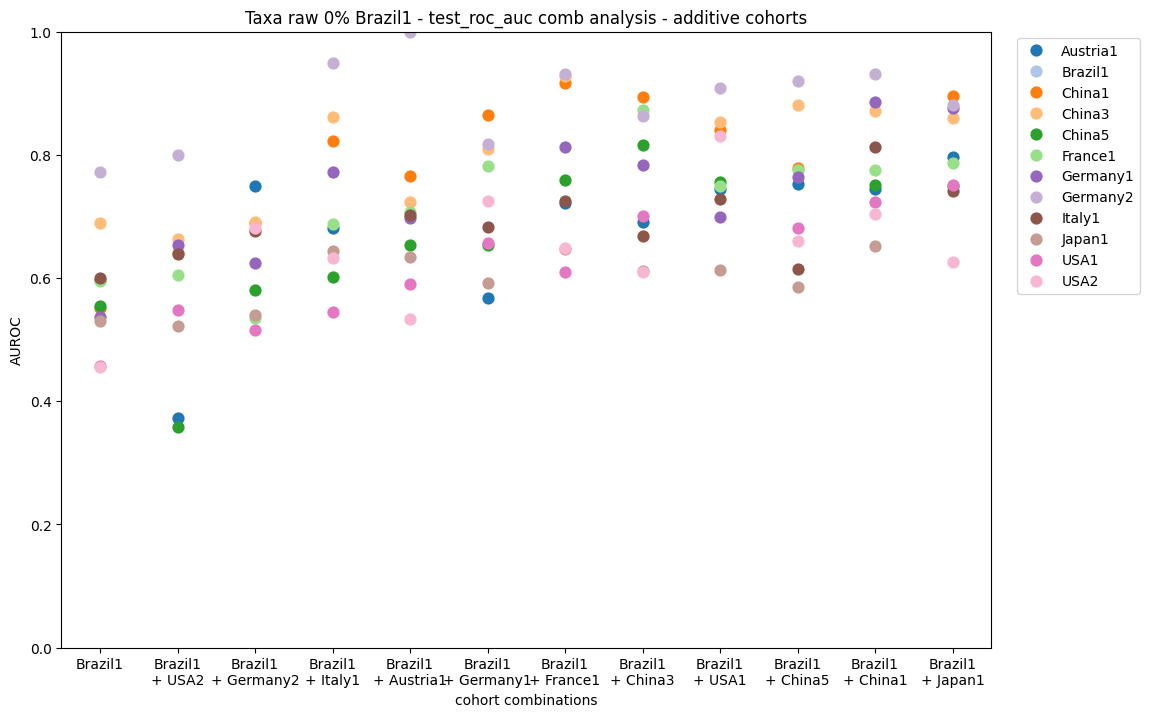 Taxa raw 0% Brazil1 - test_roc_auc comb analysis - additive cohorts
1.0
0.8
0.6
0.4
0.2
0.0
AUROC
Brazil1
Brazil1
+ USA2
Brazil1
+ Germany2
Brazil1
+ Italy1
Brazil1
+ Austria1
Brazil1
+ Germany1
Brazil1
+ France1
Brazil1
+ China3
Brazil1
+ USA1
Brazil1
+ China5
Brazil1
+ China1
Brazil1
+ Japan1
cohort combinations
Austria1
Brazil1
China1
China3
China5
France1
Germany1
Germany2
Italy1
Japan1
USA1
USA2